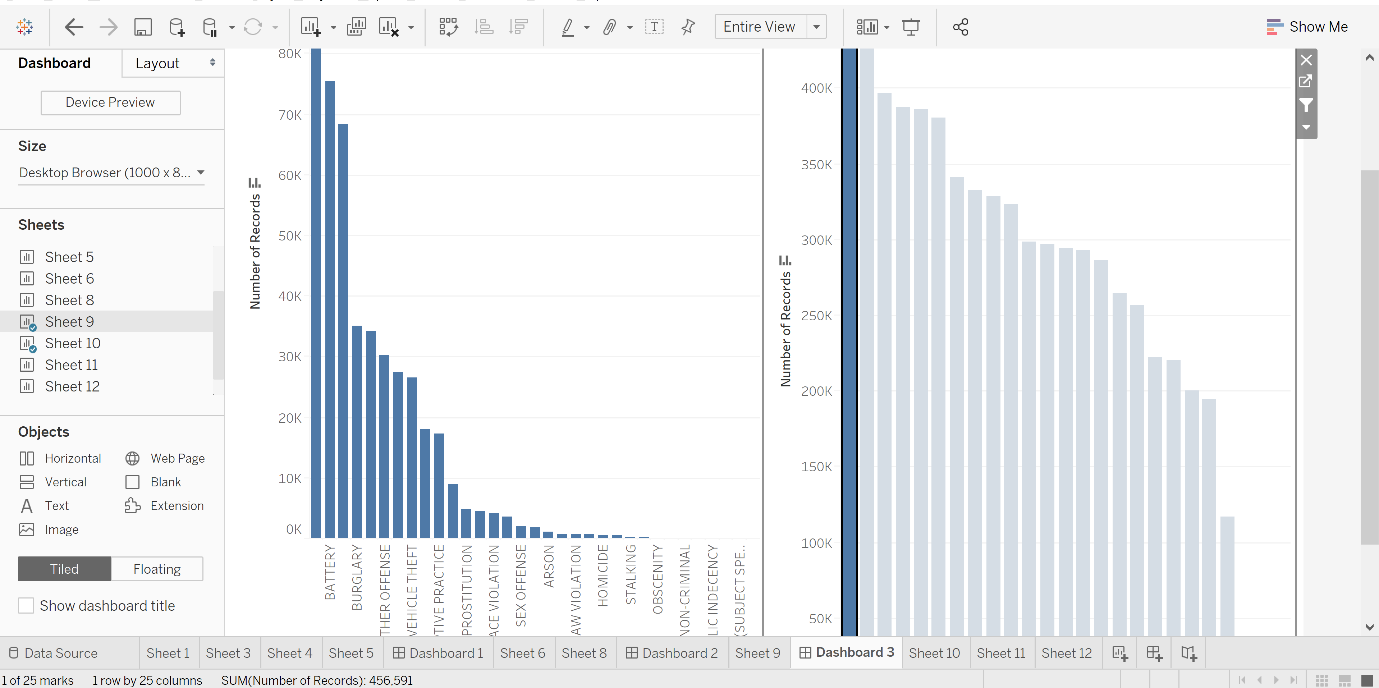 Entire View
Show Me
Dashboard
Layout
Device Preview
Size
Desktop Browser (1000 x 8...
Sheets
Sheet 5
Sheet 6
Sheet 8
Sheet 9
Sheet 10
Sheet 11
Sheet 12
Objects
Horizontal
Web Page
Vertical
Blank
A Text
Extension
Image
Tiled
Floating
Show dashboard title
Number of Records
80K
70K
60K
50K
40K
30K
20K
10K
0K
BATTERY
BURGLARY
THER OFFENSE
VEHICLE THEFT
TIVE PRACTICE
PROSTITUTION
ACE VIOLATION
SEX OFFENSE
ARSON
AW VIOLATION
HOMICIDE
STALKING
OBSCENITY
NON-CRIMINAL
LIC INDECENCY
(SUBJECT SPE..
Number of Records
400K
350K
300K
250K
200K
150K
100K
50K
Data Source
Sheet 1
Sheet 3
Sheet 4
Sheet 5
Dashboard 1
Sheet 6
Sheet 8
Dashboard 2
Sheet 9
Dashboard 3
Sheet 10
Sheet 11
Sheet 12
1 of 25 marks 1 row by 25 columns SUM(Number of Records): 456,591